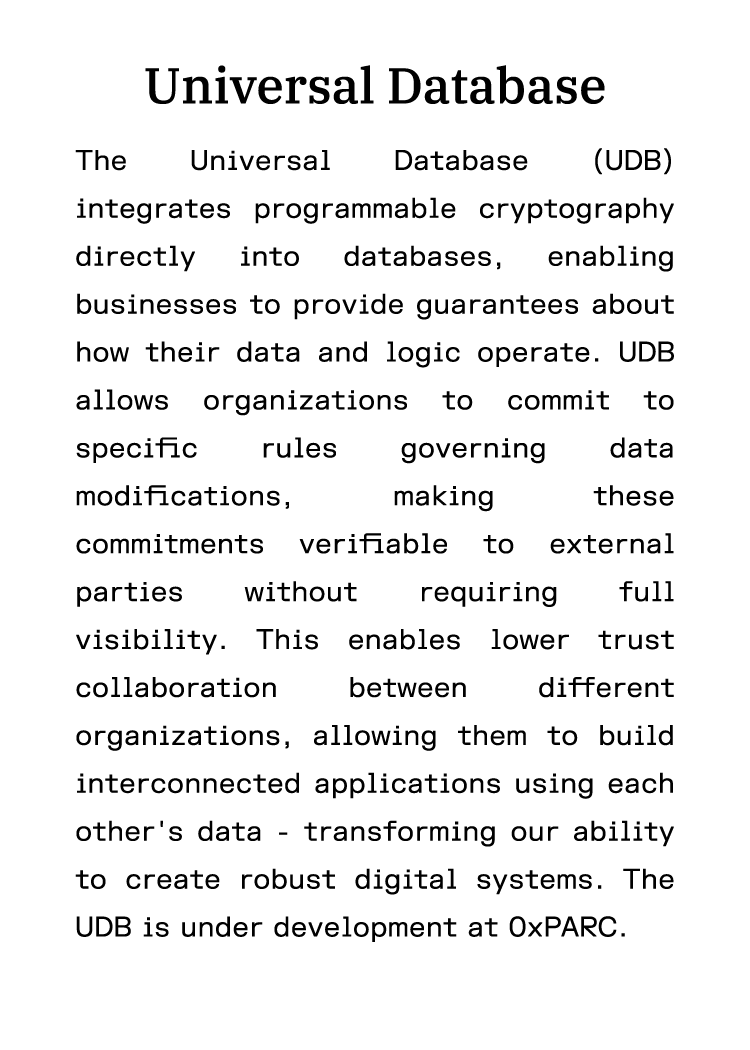 Universal Database
The Universal Database (UDB)
integrates programmable cryptography
directly into databases, enabling
businesses to provide guarantees about
how their data and logic operate. UDB
allows organizations to commit to
specific rules governing data
modifications, making these
commitments verifiable to external
parties without requiring full
visibility. This enables lower trust
collaboration between different
organizations, allowing them to build
interconnected applications using each
other's data - transforming our ability
to create robust digital systems. The
UDB is under development at 0xPARC.